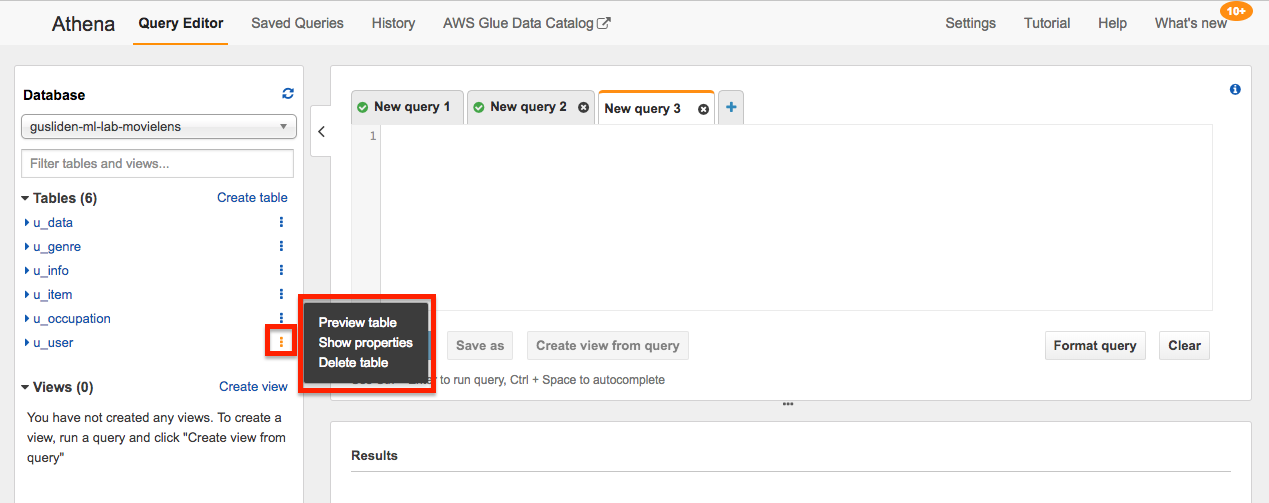 Athena Query Editor Saved Queries History AWS Glue Data Catalog Settings Tutorial Help What's new 10+
Database
gusliden-ml-lab-movielens
Filter tables and views...
Tables (6) Create table
u_data
u_genre
u_info
u_item
u_occupation
u_user
Views (0) Create view
You have not created any views. To create a
view, run a query and click "Create view from
query"
New query 1 New query 2 New query 3
1
Preview table
Show properties
Delete table
Save as Create view from query Format query Clear
to run query, Ctrl + Space to autocomplete
Results